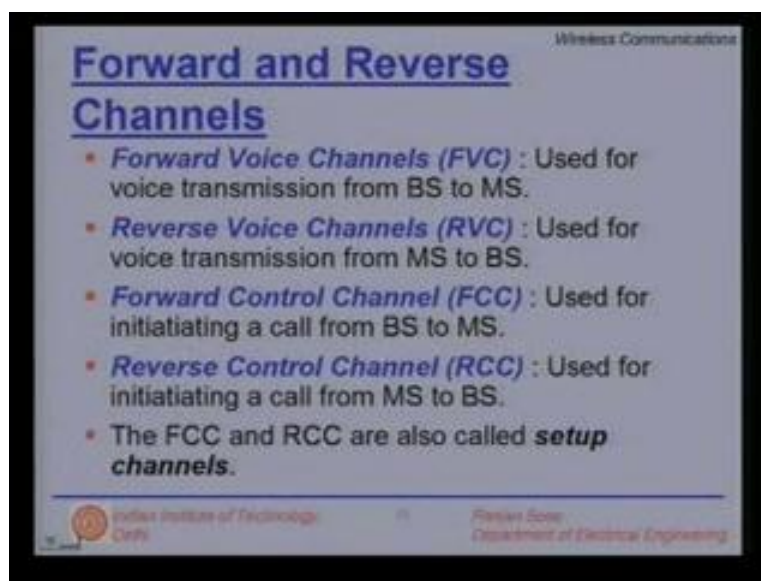 Wireless Communications
Forward and Reverse
Channels
Forward Voice Channels (FVC) : Used for
voice transmission from BS to MS.
Reverse Voice Channels (RVC) : Used for
voice transmission from MS to BS.
Forward Control Channel (FCC) : Used for
initiatiating a call from BS to MS.
Reverse Control Channel (RCC) : Used for
initiatiating a call from MS to BS.
The FCC and RCC are also called setup
channels.
Indian Institute of Technology
Delhi
Ranjan Bose
Department of Electrical Engineering